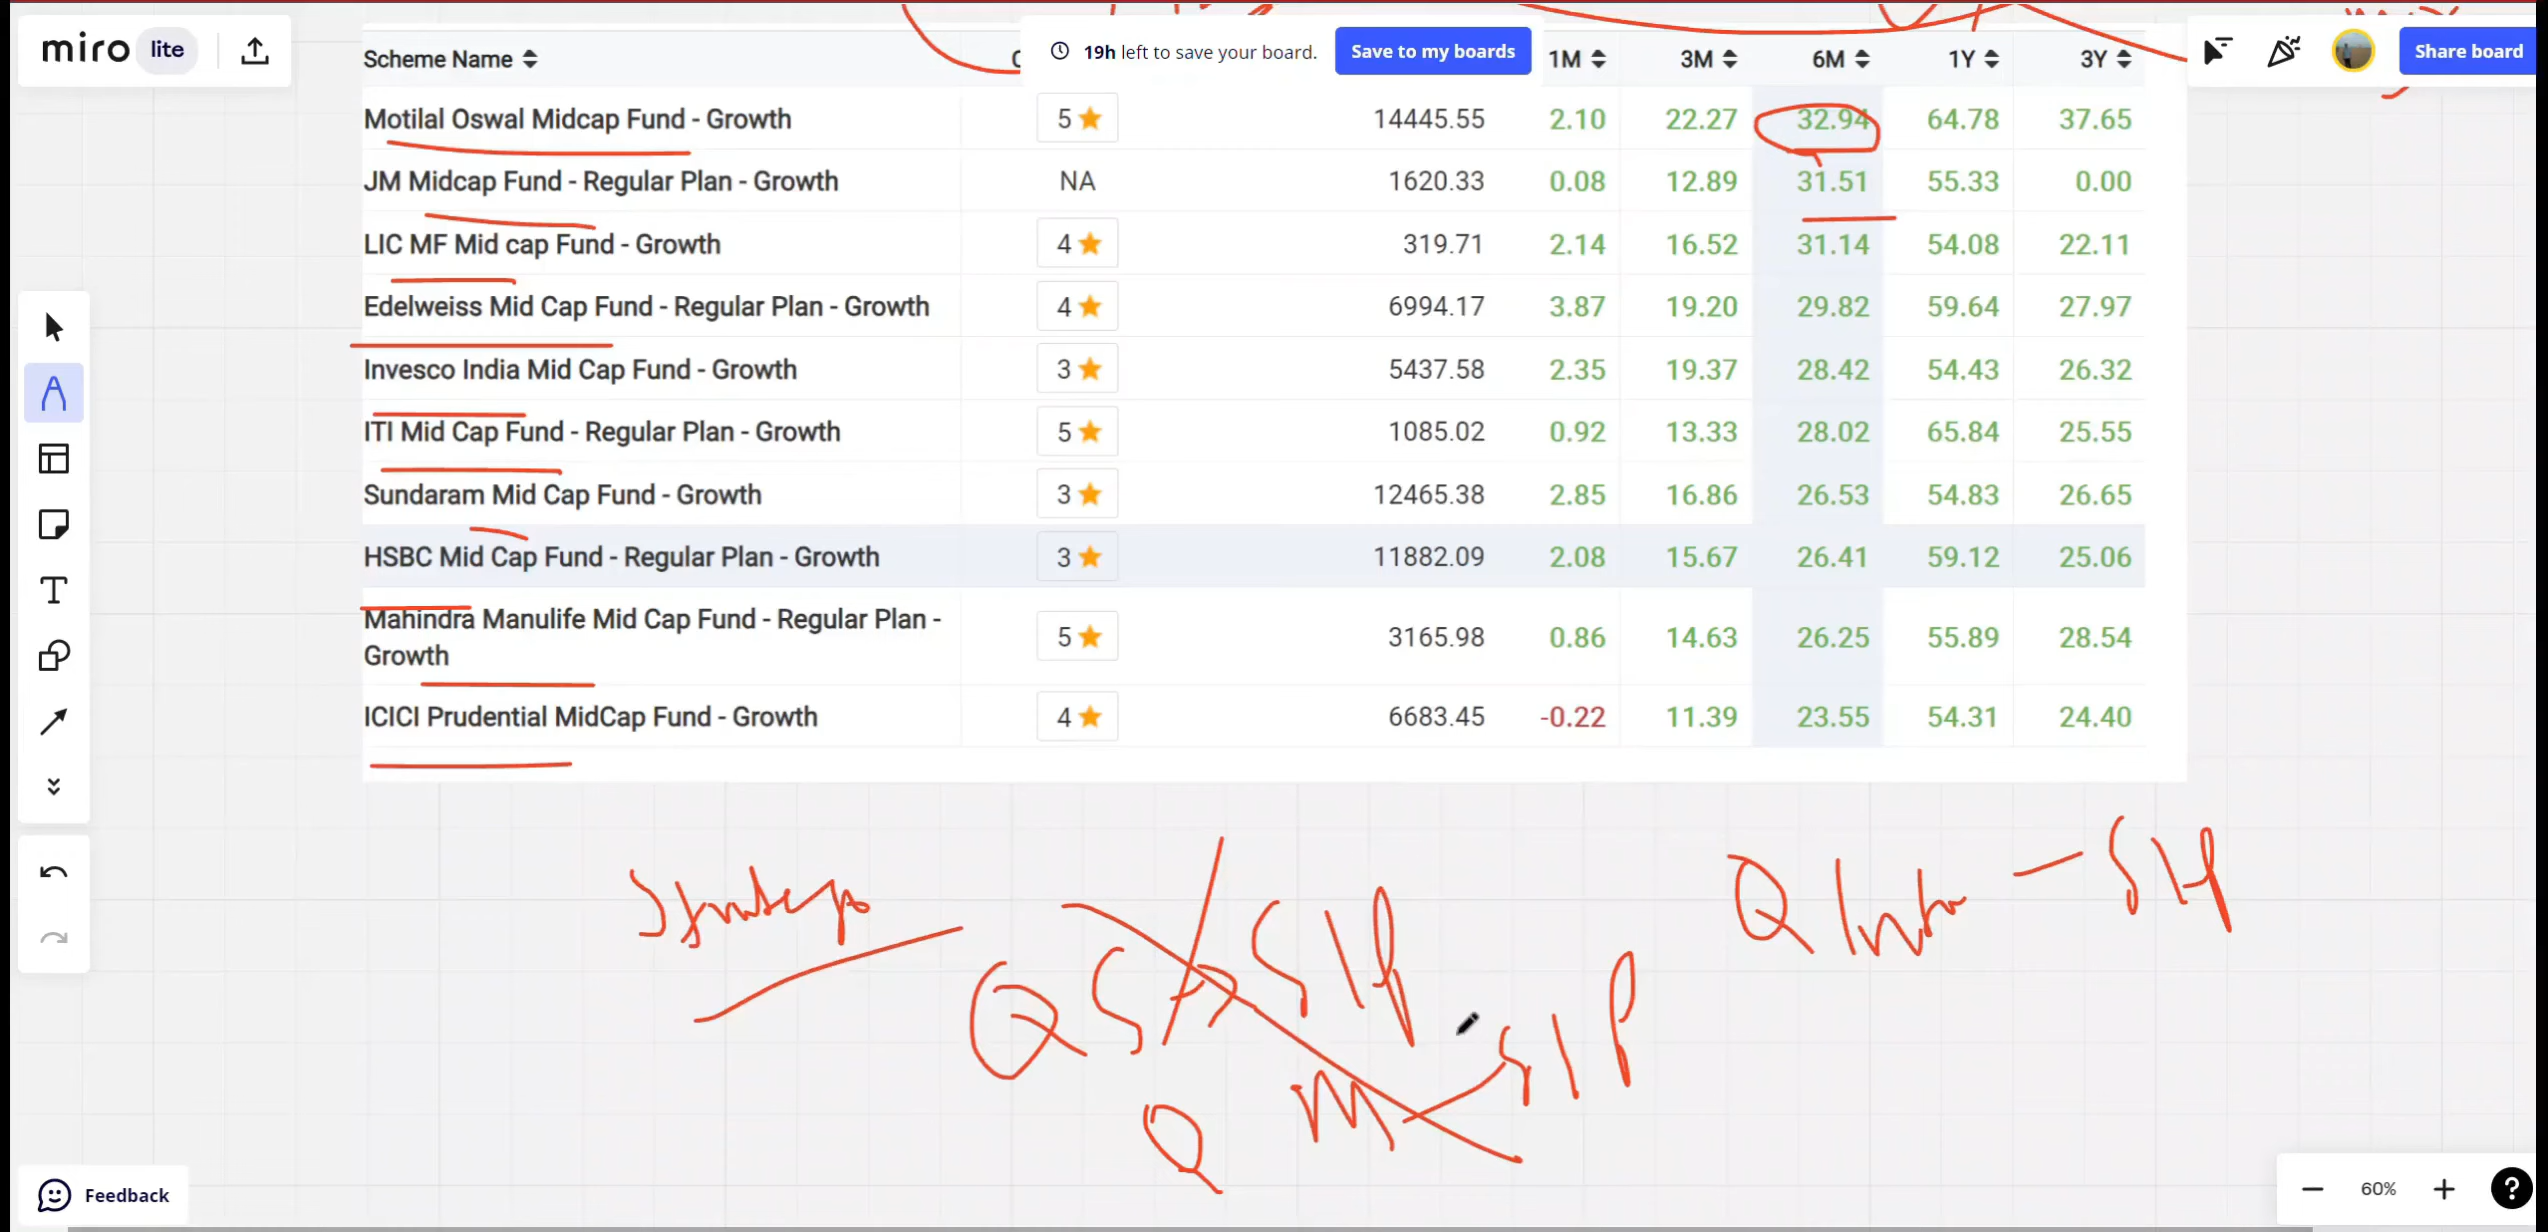 miro lite
19h left to save your board. Save to my boards
Share board
Scheme Name 1M 3M 6M 1Y 3Y
Motilal Oswal Midcap Fund - Growth 5 14445.55 2.10 22.27 32.94 64.78 37.65
JM Midcap Fund - Regular Plan - Growth NA 1620.33 0.08 12.89 31.51 55.33 0.00
LIC MF Mid cap Fund - Growth 4 319.71 2.14 16.52 31.14 54.08 22.11
Edelweiss Mid Cap Fund - Regular Plan - Growth 4 6994.17 3.87 19.20 29.82 59.64 27.97
Invesco India Mid Cap Fund - Growth 3 5437.58 2.35 19.37 28.42 54.43 26.32
ITI Mid Cap Fund - Regular Plan - Growth 5 1085.02 0.92 13.33 28.02 65.84 25.55
Sundaram Mid Cap Fund - Growth 3 12465.38 2.85 16.86 26.53 54.83 26.65
HSBC Mid Cap Fund - Regular Plan - Growth 3 11882.09 2.08 15.67 26.41 59.12 25.06
Mahindra Manulife Mid Cap Fund - Regular Plan -
Growth 5 3165.98 0.86 14.63 26.25 55.89 28.54
ICICI Prudential MidCap Fund - Growth 4 6683.45 -0.22 11.39 23.55 54.31 24.40
SIP
Q - SIP
Q M SIP
Feedback
60%